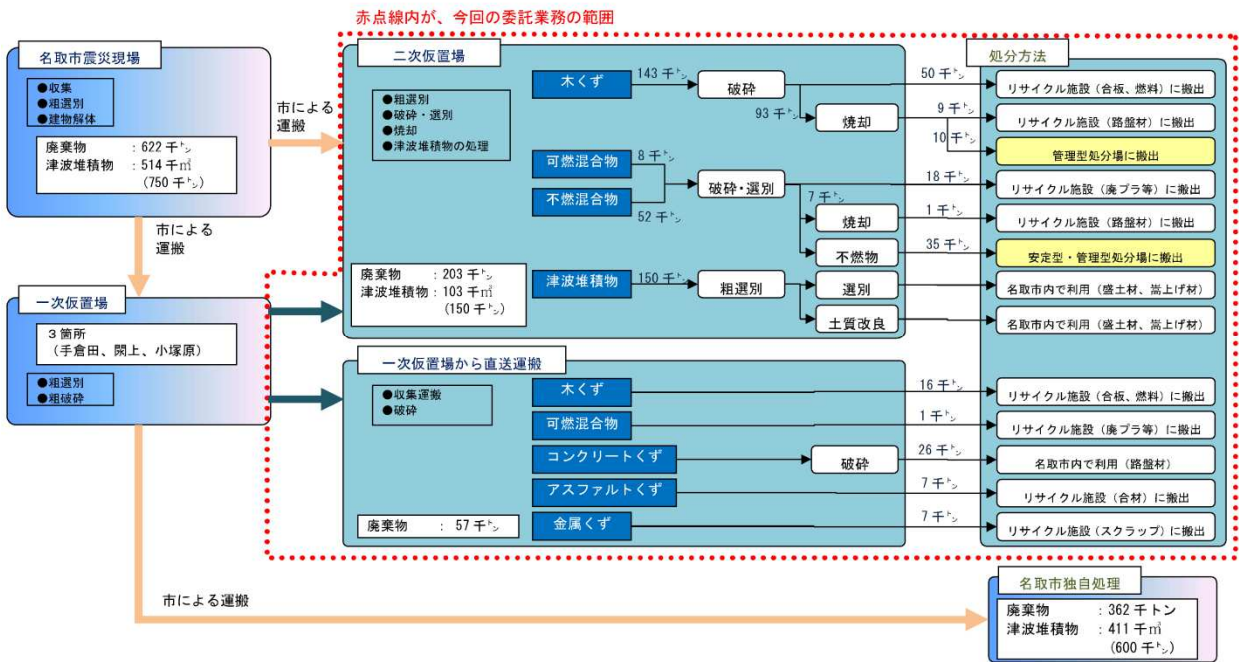 赤点線内が、今回の委託業務の範囲
名取市震災現場
●収集
●粗選別
●建物解体
廃棄物 : 622 千㌧
津波堆積物 : 514 千㎥
(750 千㌧)
市による
運搬
市による
運搬
一次仮置場
3 箇所
(手倉田、閖上、小塚原)
●粗選別
●粗破砕
二次仮置場
●粗選別
●破砕・選別
●焼却
●津波堆積物の処理
廃棄物 : 203 千㌧
津波堆積物 : 103 千㎥
(150 千㌧)
木くず
143 千㌧
破砕
93 千㌧
焼却
可燃混合物
8 千㌧
不燃混合物
52 千㌧
破砕・選別
7 千㌧
焼却
不燃物
津波堆積物
150 千㌧
粗選別
選別
土質改良
処分方法
50 千㌧
リサイクル施設(合板、燃料)に搬出
9 千㌧
リサイクル施設(路盤材)に搬出
10 千㌧
管理型処分場に搬出
18 千㌧
リサイクル施設(廃プラ等)に搬出
1 千㌧
リサイクル施設(路盤材)に搬出
35 千㌧
安定型・管理型処分場に搬出
名取市内で利用(盛土材、嵩上げ材)
名取市内で利用(盛土材、嵩上げ材)
一次仮置場から直送運搬
●収集運搬
●破砕
廃棄物 : 57 千㌧
木くず
16 千㌧
リサイクル施設(合板、燃料)に搬出
可燃混合物
1 千㌧
リサイクル施設(廃プラ等)に搬出
コンクリートくず
破砕
26 千㌧
名取市内で利用(路盤材)
アスファルトくず
7 千㌧
リサイクル施設(合材)に搬出
金属くず
7 千㌧
リサイクル施設(スクラップ)に搬出
市による運搬
名取市独自処理
廃棄物 : 362 千トン
津波堆積物 : 411 千㎥
(600 千㌧)